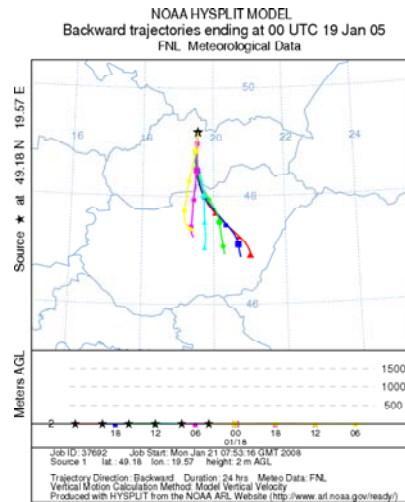 NOAA HYSPLIT MODEL
Backward trajectories ending at 00 UTC 19 Jan 05
FNL Meteorological Data
Source ★ at 49.18 N 19.57 E
50
16
18
20
22
24
48
46
Meters AGL
1500
1000
500
2
18 12 06 00 18 12 06
01/18
Job ID: 37692 Job Start: Mon Jan 21 07:53:16 GMT 2008
Source 1 lat.: 49.18 lon.: 19.57 height: 2 m AGL
Trajectory Direction: Backward Duration: 24 hrs Meteo Data: FNL
Vertical Motion Calculation Method: Model Vertical Velocity
Produced with HYSPLIT from the NOAA ARL Website (http://www.arl.noaa.gov/ready/)